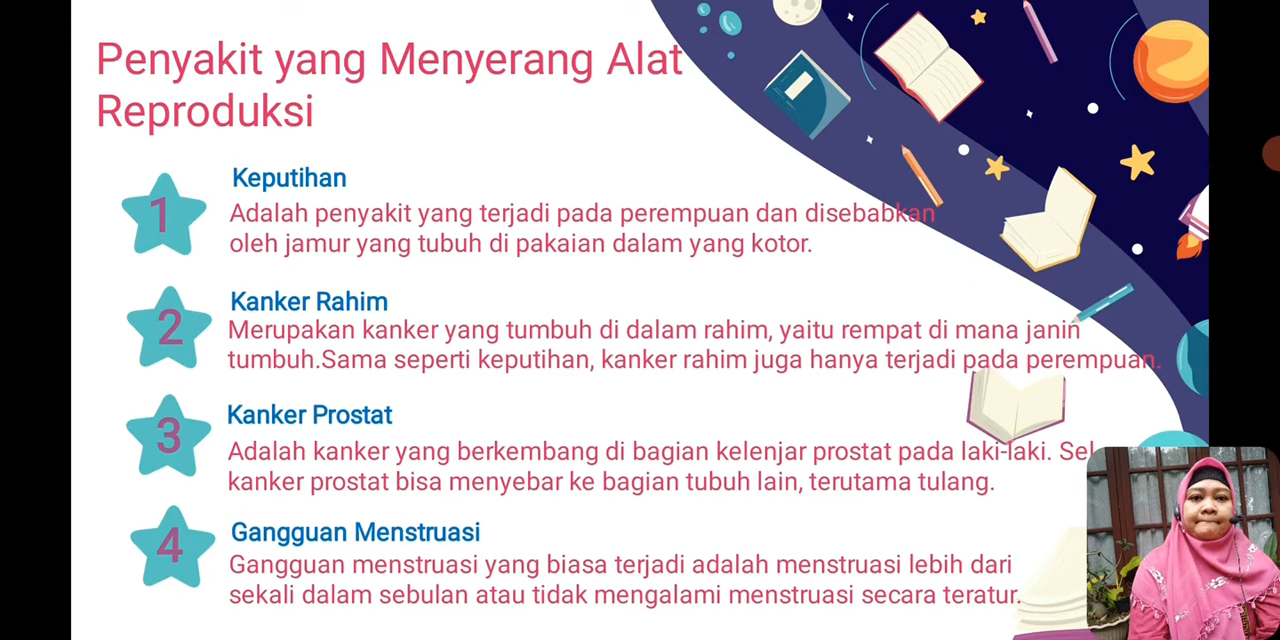 Penyakit yang Menyerang Alat
Reproduksi
1
Keputihan
Adalah penyakit yang terjadi pada perempuan dan disebabkan
oleh jamur yang tubuh di pakaian dalam yang kotor.
2
Kanker Rahim
Merupakan kanker yang tumbuh di dalam rahim, yaitu rempat di mana janin
tumbuh.Sama seperti keputihan, kanker rahim juga hanya terjadi pada perempuan.
3
Kanker Prostat
Adalah kanker yang berkembang di bagian kelenjar prostat pada laki-laki. Sel
kanker prostat bisa menyebar ke bagian tubuh lain, terutama tulang.
4
Gangguan Menstruasi
Gangguan menstruasi yang biasa terjadi adalah menstruasi lebih dari
sekali dalam sebulan atau tidak mengalami menstruasi secara teratur.